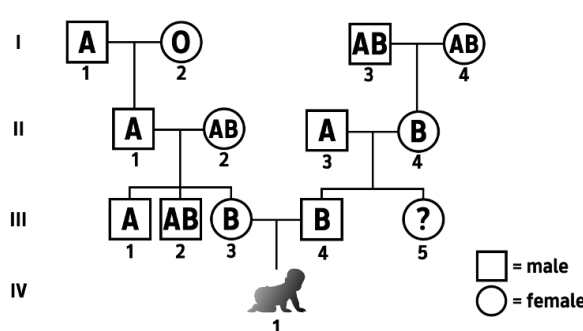 I A O AB AB
1 2 3 4
II A AB A B
1 2 3 4
III A AB B B ?
1 2 3 4 5
= male
IV = female
1